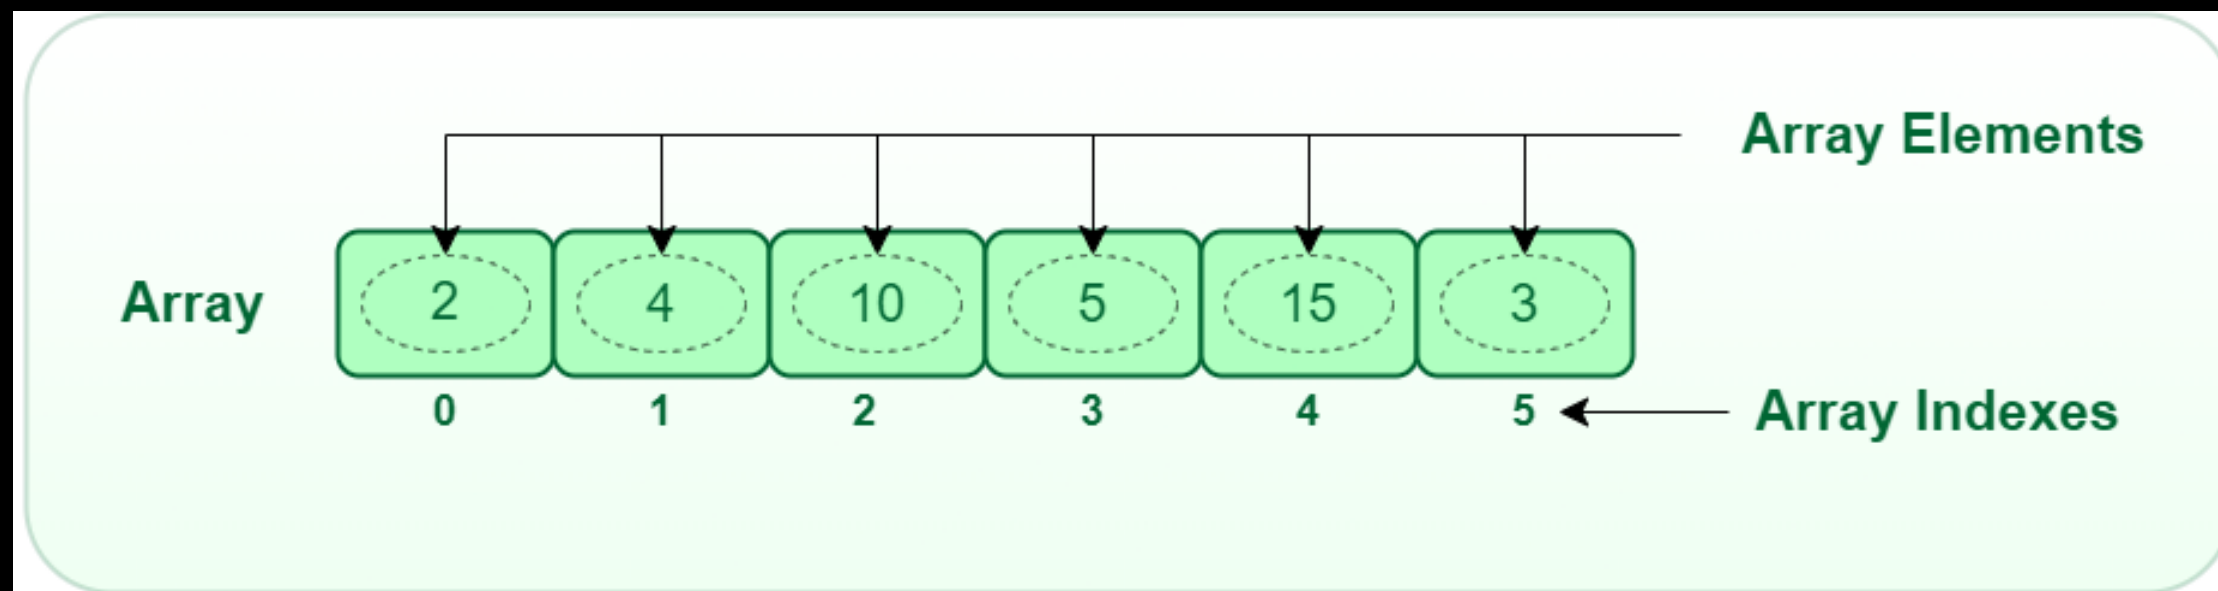 Array Elements
Array 2 4 10 5 15 3
0 1 2 3 4 5 Array Indexes